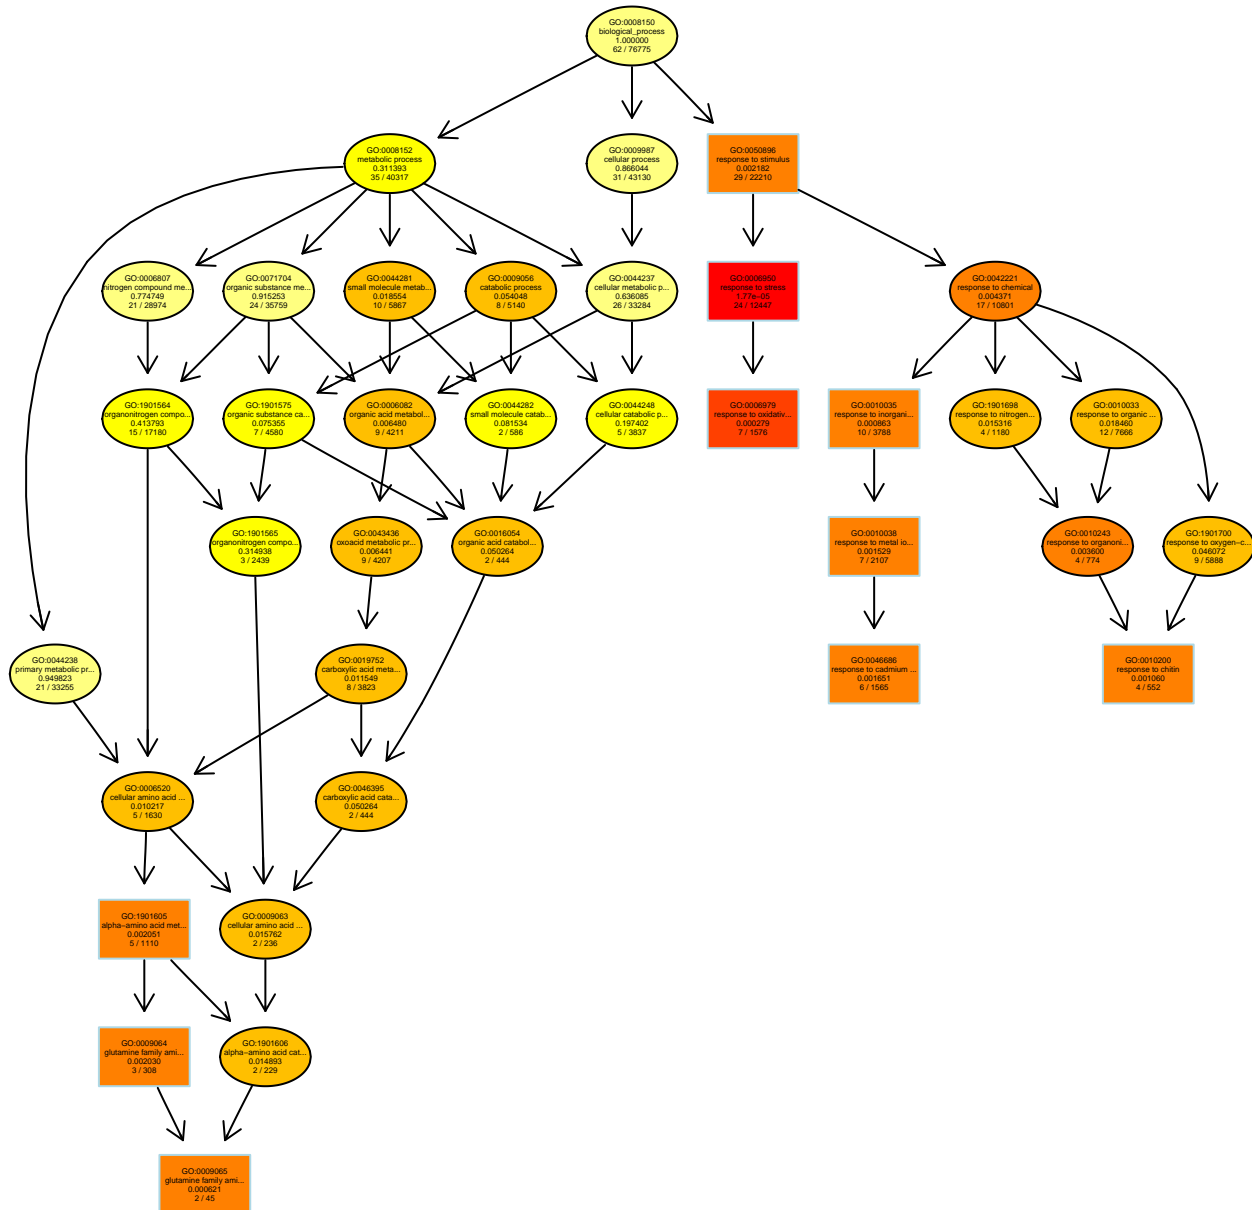 GO:0008150
biological_process
1.000000
62 / 76775
GO:0008152
metabolic process
0.311393
35 / 40317
GO:0009987
cellular process
0.866044
31 / 43130
GO:0050896
response to stimulus
0.002182
29 / 22210
GO:0006807
nitrogen compound me...
0.774749
21 / 28974
GO:0071704
organic substance me...
0.915253
24 / 35759
GO:0044281
small molecule metab...
0.018554
10 / 5867
GO:0009056
catabolic process
0.054048
8 / 5140
GO:0044237
cellular metabolic p...
0.636085
26 / 33284
GO:0006950
response to stress
1.77e−05
24 / 12447
GO:0042221
response to chemical
0.004371
17 / 10801
GO:1901564
organonitrogen compo...
0.413793
15 / 17180
GO:1901575
organic substance ca...
0.075355
7 / 4580
GO:0006082
organic acid metabol...
0.006480
9 / 4211
GO:0044282
small molecule catab...
0.081534
2 / 586
GO:0044248
cellular catabolic p...
0.197402
5 / 3837
GO:0006979
response to oxidativ...
0.000279
7 / 1576
GO:0010035
response to inorgani...
0.000863
10 / 3788
GO:1901698
response to nitrogen...
0.015316
4 / 1180
GO:0010033
response to organic ...
0.018460
12 / 7666
GO:1901565
organonitrogen compo...
0.314938
3 / 2439
GO:0043436
oxoacid metabolic pr...
0.006441
9 / 4207
GO:0016054
organic acid catabol...
0.050264
2 / 444
GO:0010038
response to metal io...
0.001529
7 / 2107
GO:0010243
response to organoni...
0.003600
4 / 774
GO:1901700
response to oxygen−c...
0.046072
9 / 5888
GO:0044238
primary metabolic pr...
0.949823
21 / 33255
GO:0019752
carboxylic acid meta...
0.011549
8 / 3823
GO:0046686
response to cadmium ...
0.001651
6 / 1565
GO:0010200
response to chitin
0.001060
4 / 552
GO:0006520
cellular amino acid ...
0.010217
5 / 1630
GO:0046395
carboxylic acid cata...
0.050264
2 / 444
GO:1901605
alpha−amino acid met...
0.002051
5 / 1110
GO:0009063
cellular amino acid ...
0.015762
2 / 236
GO:0009064
glutamine family ami...
0.002030
3 / 308
GO:1901606
alpha−amino acid cat...
0.014893
2 / 229
GO:0009065
glutamine family ami...
0.000621
2 / 45